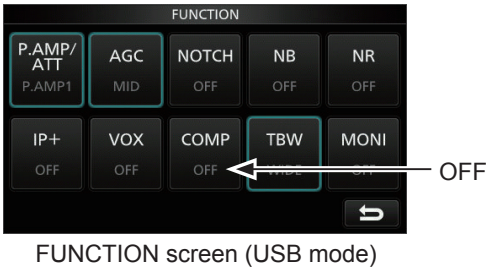 FUNCTION
P.AMP/ATT AGC NOTCH NB NR
P.AMP1 MID OFF OFF OFF
IP+ VOX COMP TBW MONI
OFF OFF OFF WIDE OFF
OFF
FUNCTION screen (USB mode)